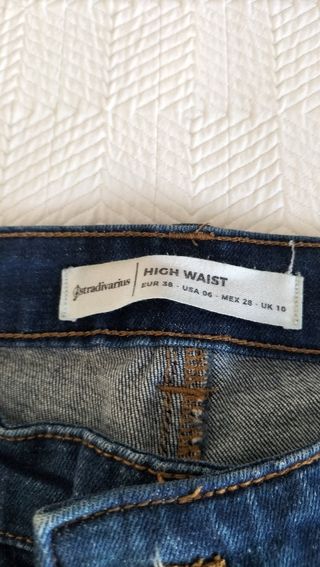 stradivarius
HIGH WAIST
EUR 38 · USA 06 · MEX 28 · UK 10